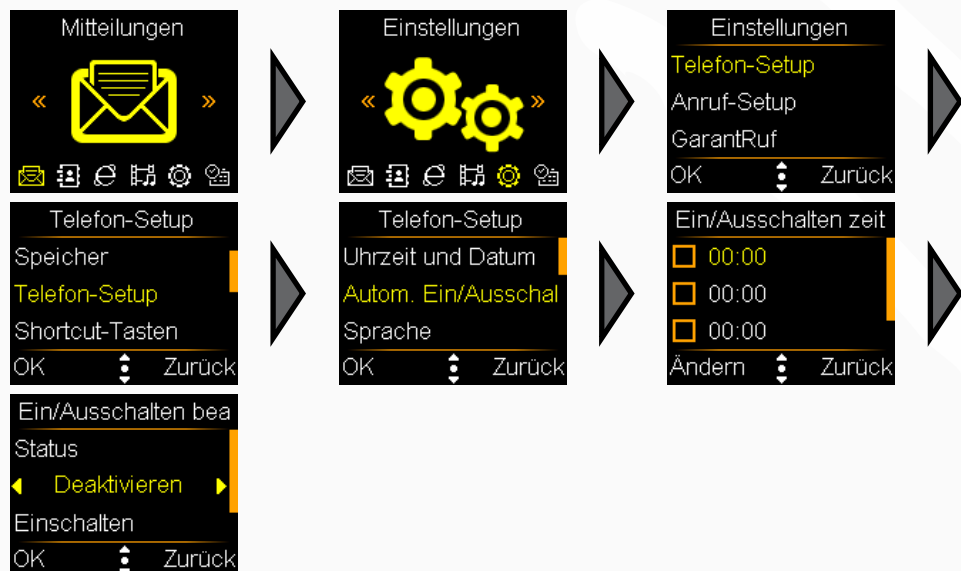 Mitteilungen
Einstellungen
Einstellungen
Telefon-Setup
Anruf-Setup
GarantRuf
OK Zurück
Telefon-Setup
Speicher
Telefon-Setup
Shortcut-Tasten
OK Zurück
Telefon-Setup
Uhrzeit und Datum
Autom. Ein/Ausschal
Sprache
OK Zurück
Ein/Ausschalten zeit
00:00
00:00
00:00
Ändern Zurück
Ein/Ausschalten bea
Status
Deaktivieren
Einschalten
OK Zurück